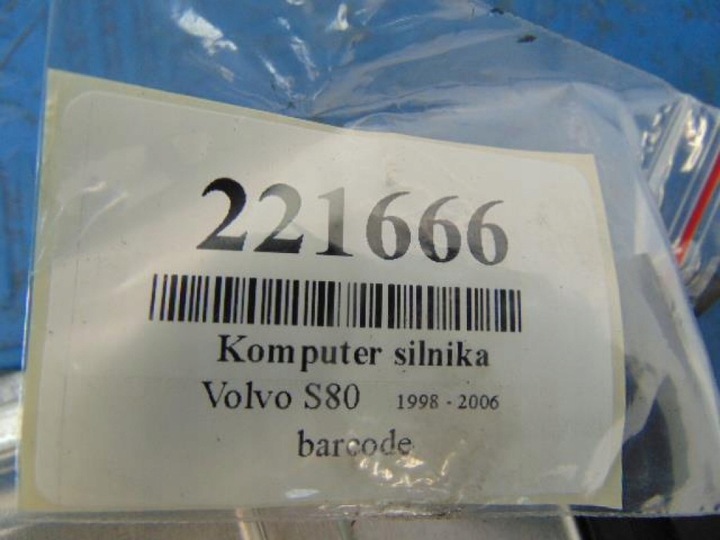 221666
Komputer silnika
Volvo S80 1998 - 2006
barcode